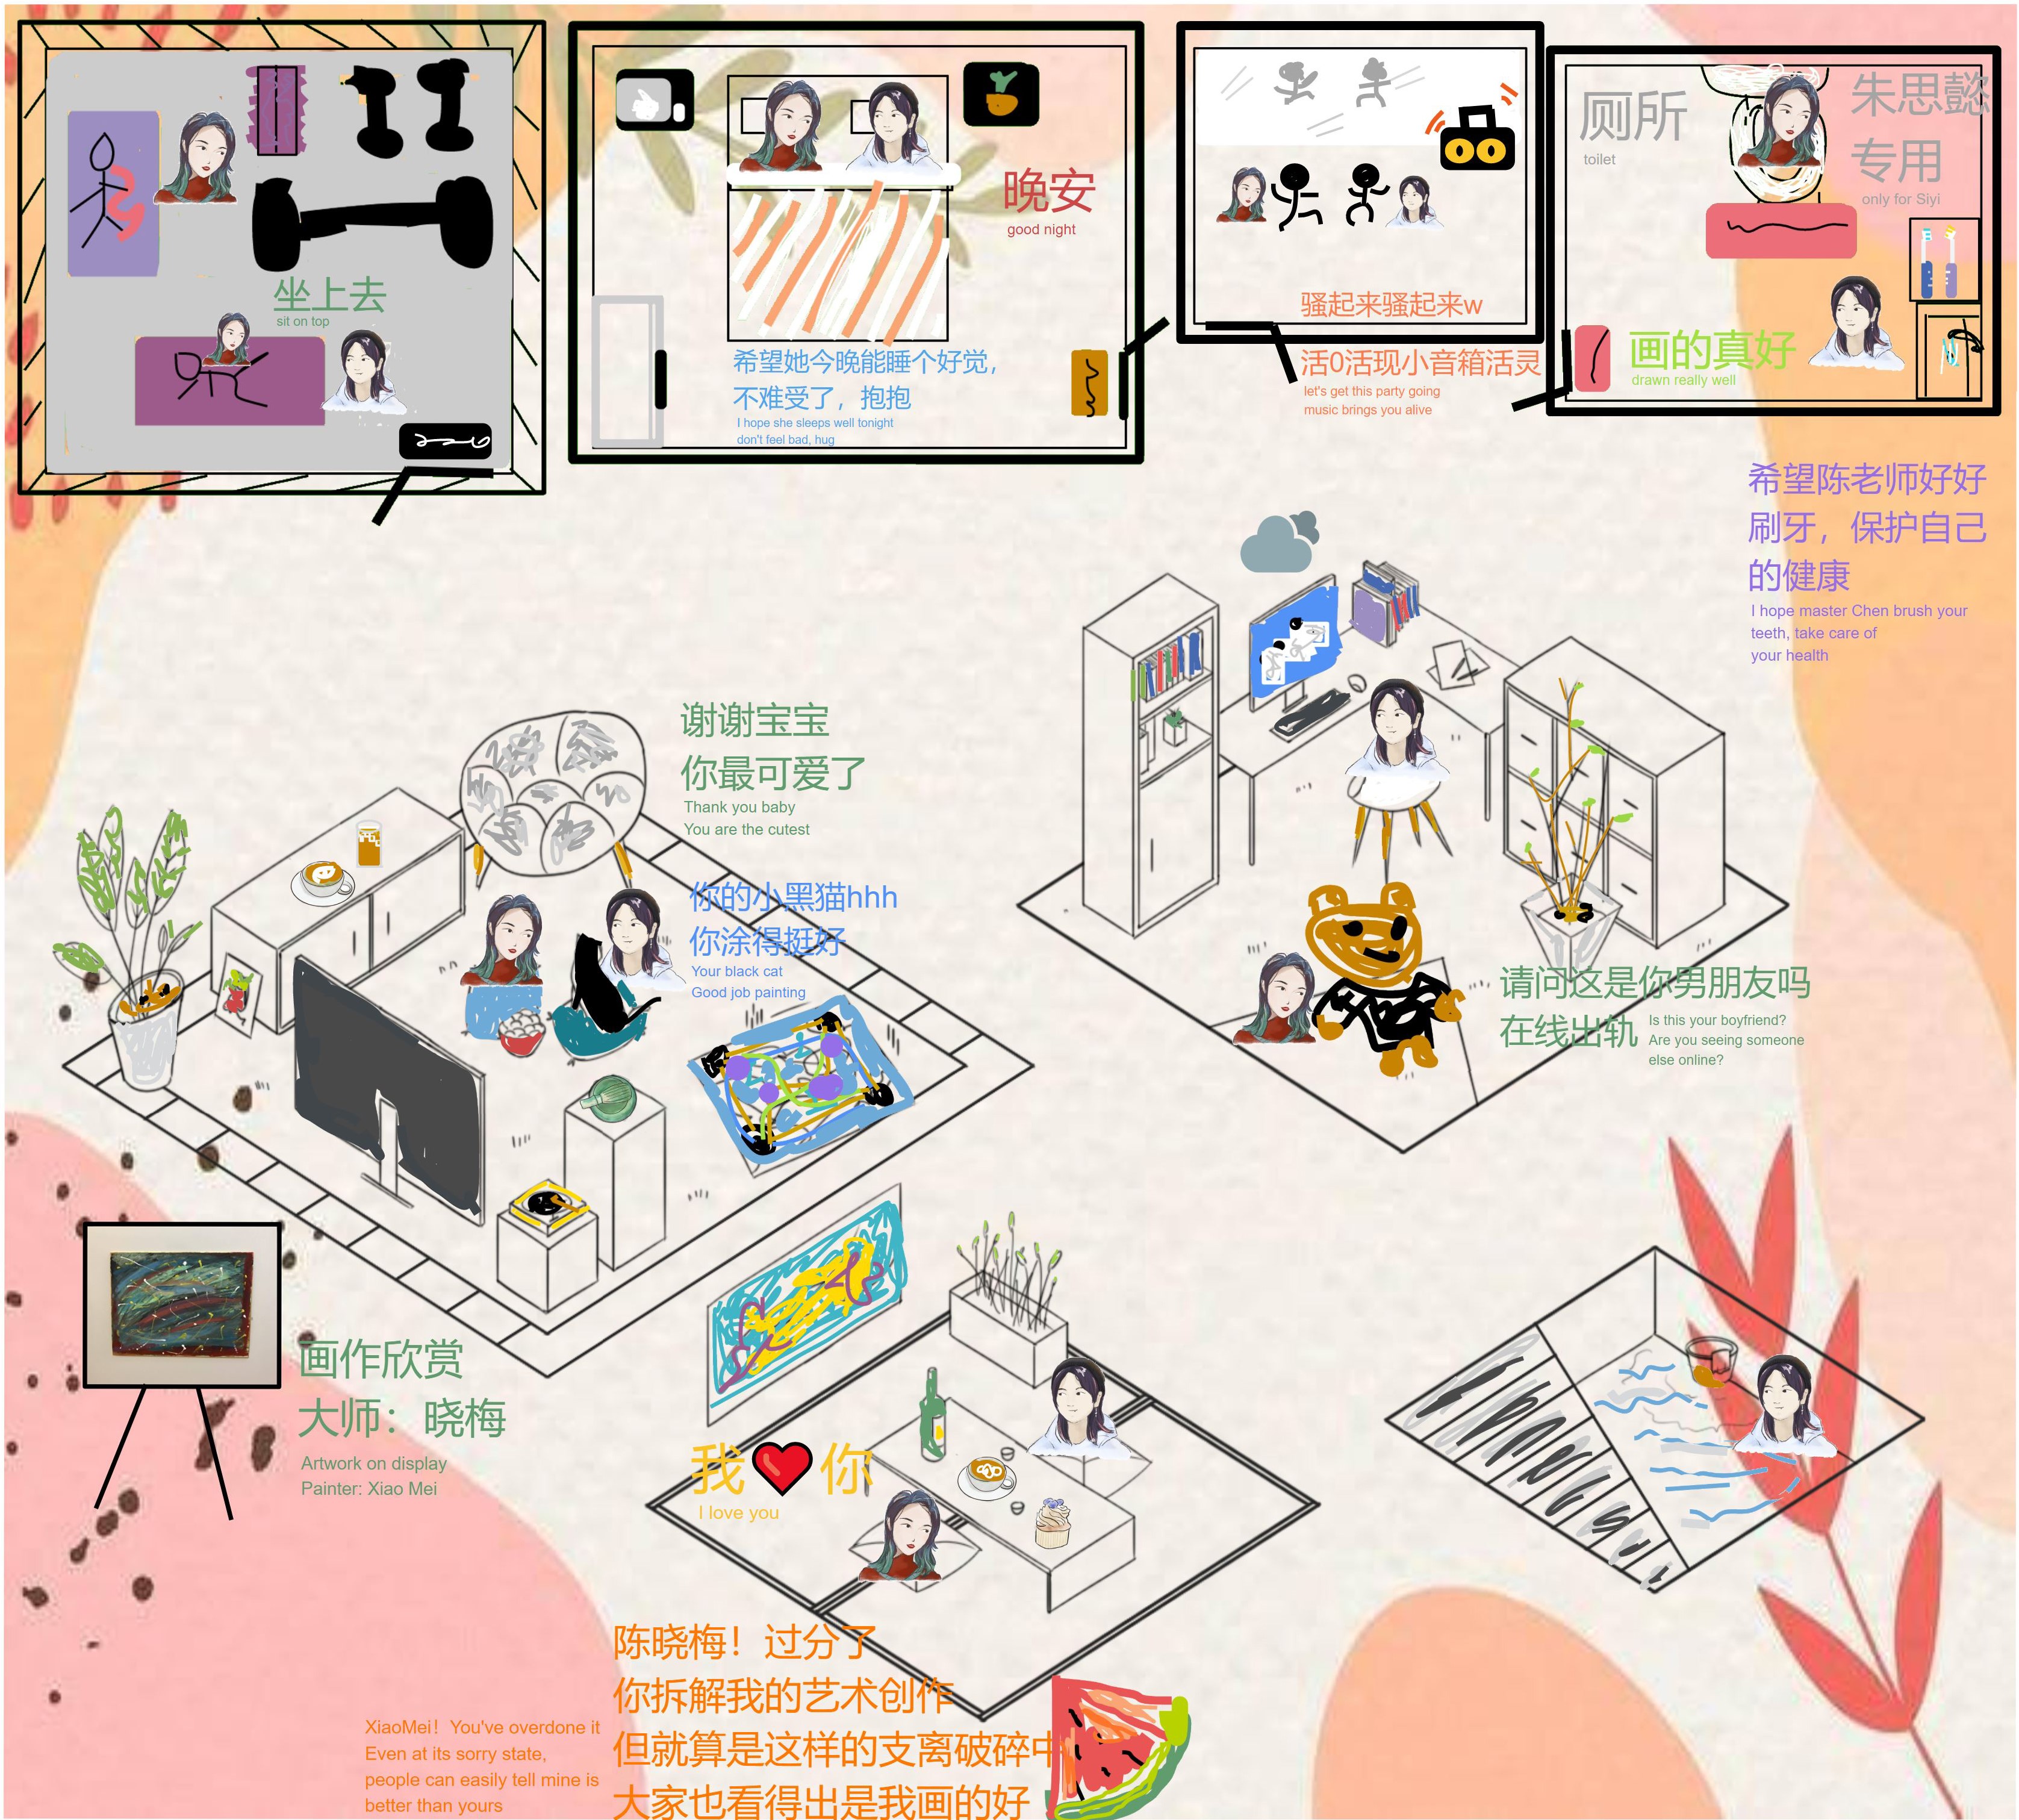 坐上去
sit on top
晚安
good night
希望她今晚能睡个好觉,
不难受了，抱抱
I hope she sleeps well tonight
don't feel bad, hug
骚起来骚起来w
活0活现小音箱活灵
let's get this party going
music brings you alive
厕所
toilet
朱思懿
专用
only for Siyi
画的真好
drawn really well
希望陈老师好好
刷牙，保护自己
的健康
I hope master Chen brush your
teeth, take care of
your health
谢谢宝宝
你最可爱了
Thank you baby
You are the cutest
你的小黑猫hhh
你涂得挺好
Your black cat
Good job painting
请问这是你男朋友吗
在线出轨
Is this your boyfriend?
Are you seeing someone
else online?
画作欣赏
大师：晓梅
Artwork on display
Painter: Xiao Mei
我❤你
I love you
陈晓梅！过分了
你拆解我的艺术创作
但就算是这样的支离破碎中
大家也看得出是我画的好
XiaoMei！You've overdone it
Even at its sorry state,
people can easily tell mine is
better than yours